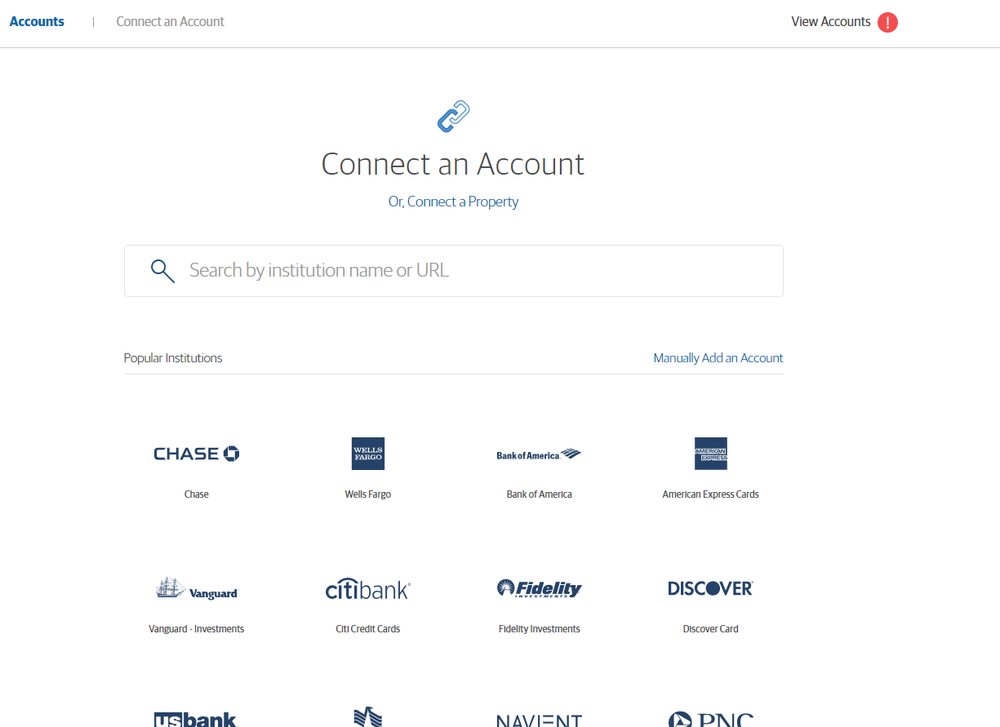 Accounts | Connect an Account View Accounts !
Connect an Account
Or, Connect a Property
Search by institution name or URL
Popular Institutions Manually Add an Account
CHASE WELLS FARGO Bank of America AMERICAN EXPRESS
Chase Wells Fargo Bank of America American Express Cards
Vanguard citibank Fidelity INVESTMENTS DISCOVER
Vanguard - Investments Citi Credit Cards Fidelity Investments Discover Card
usbank NAVIENT PNC